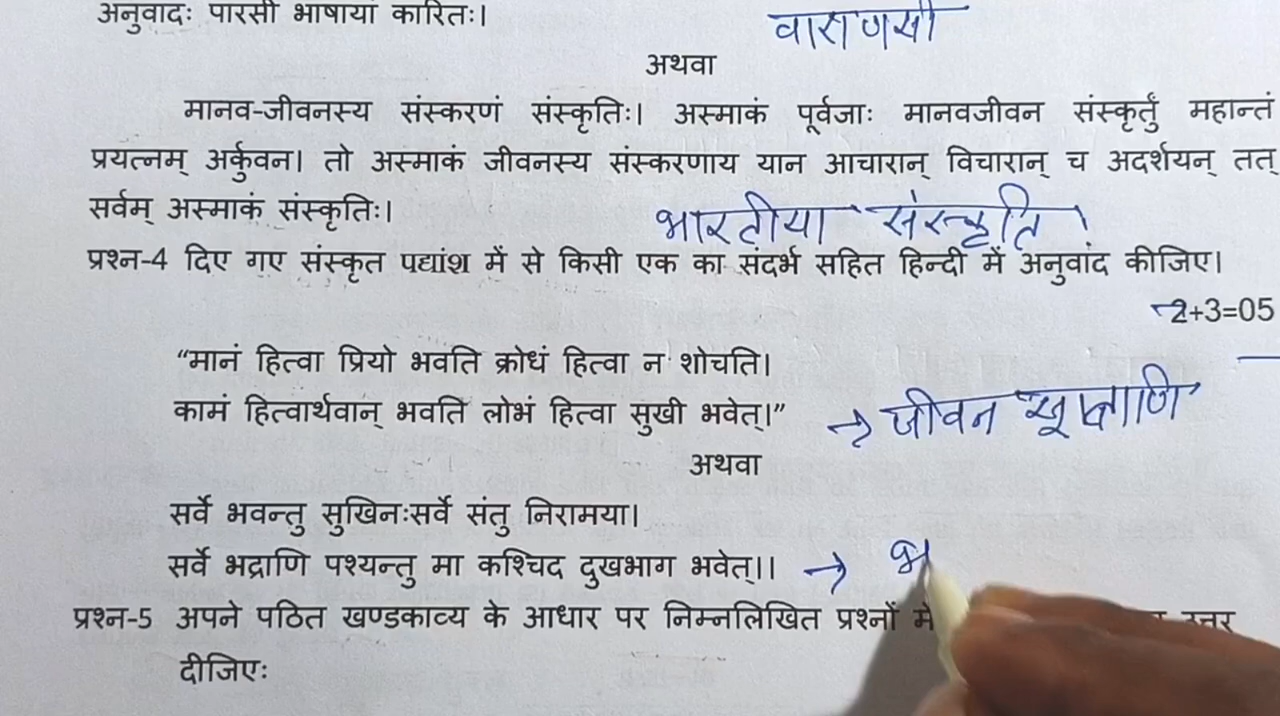 अनुवादः पारसी भाषायां कारितः।
वाराणसी
अथवा
मानव-जीवनस्य संस्करणं संस्कृतिः। अस्माकं पूर्वजाः मानवजीवन संस्कर्तुं महान्तं
प्रयत्नम् अर्कुवन। तो अस्माकं जीवनस्य संस्करणाय यान आचारान् विचारान् च अदर्शयन् तत्
सर्वम् अस्माकं संस्कृतिः।
भारतीया संस्कृति।
प्रश्न-4 दिए गए संस्कृत पद्यांश में से किसी एक का संदर्भ सहित हिन्दी में अनुवांद कीजिए।
2+3=05
“मानं हित्वा प्रियो भवति क्रोधं हित्वा न शोचति।
कामं हित्वार्थवान् भवति लोभं हित्वा सुखी भवेत्।” → जीवन सूत्राणि
अथवा
सर्वे भवन्तु सुखिनःसर्वे संतु निरामया।
सर्वे भद्राणि पश्यन्तु मा कश्चिद दुखभाग भवेत्।। →
प्रश्न-5 अपने पठित खण्डकाव्य के आधार पर निम्नलिखित प्रश्नों में उत्तर
दीजिएः